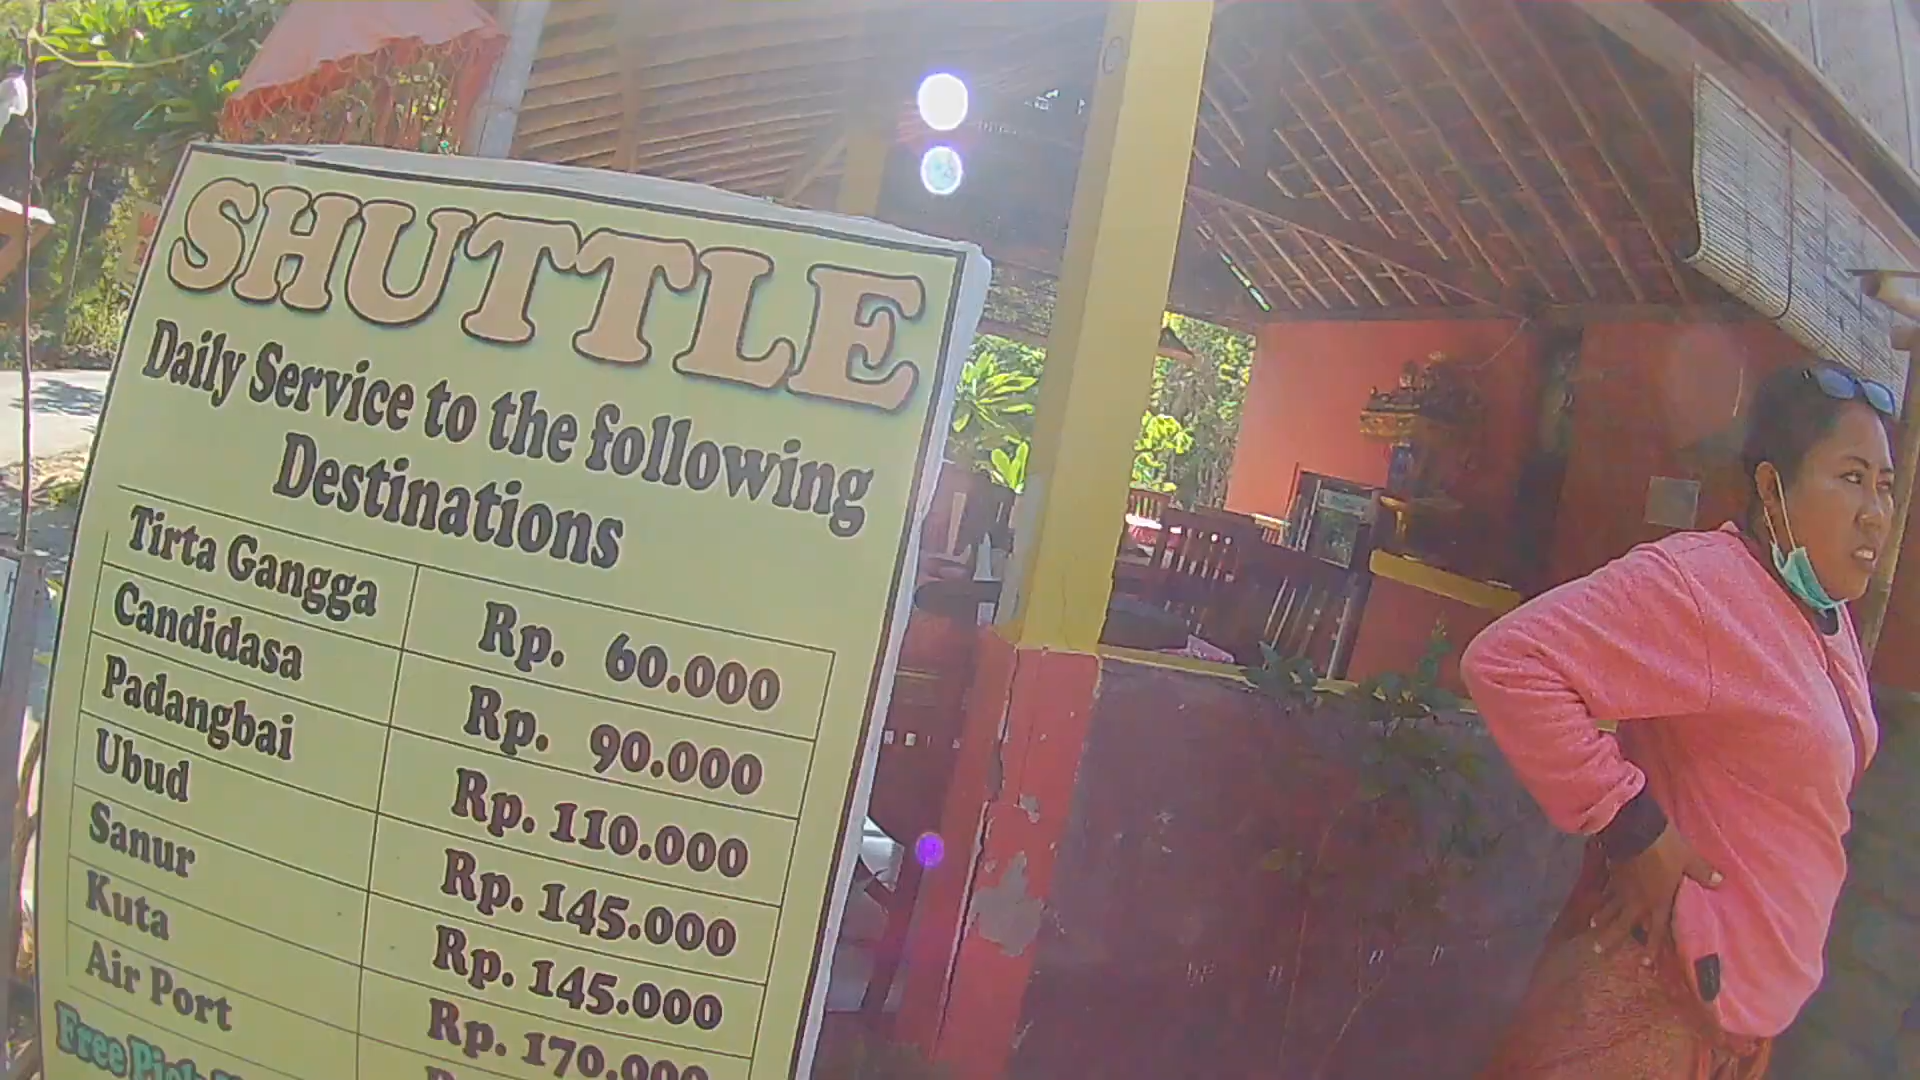 SHUTTLE
Daily Service to the following
Destinations
Tirta Gangga Rp. 60.000
Candidasa Rp. 90.000
Padangbai Rp. 110.000
Ubud Rp. 145.000
Sanur Rp. 145.000
Kuta Rp. 170.000
Air Port
Free